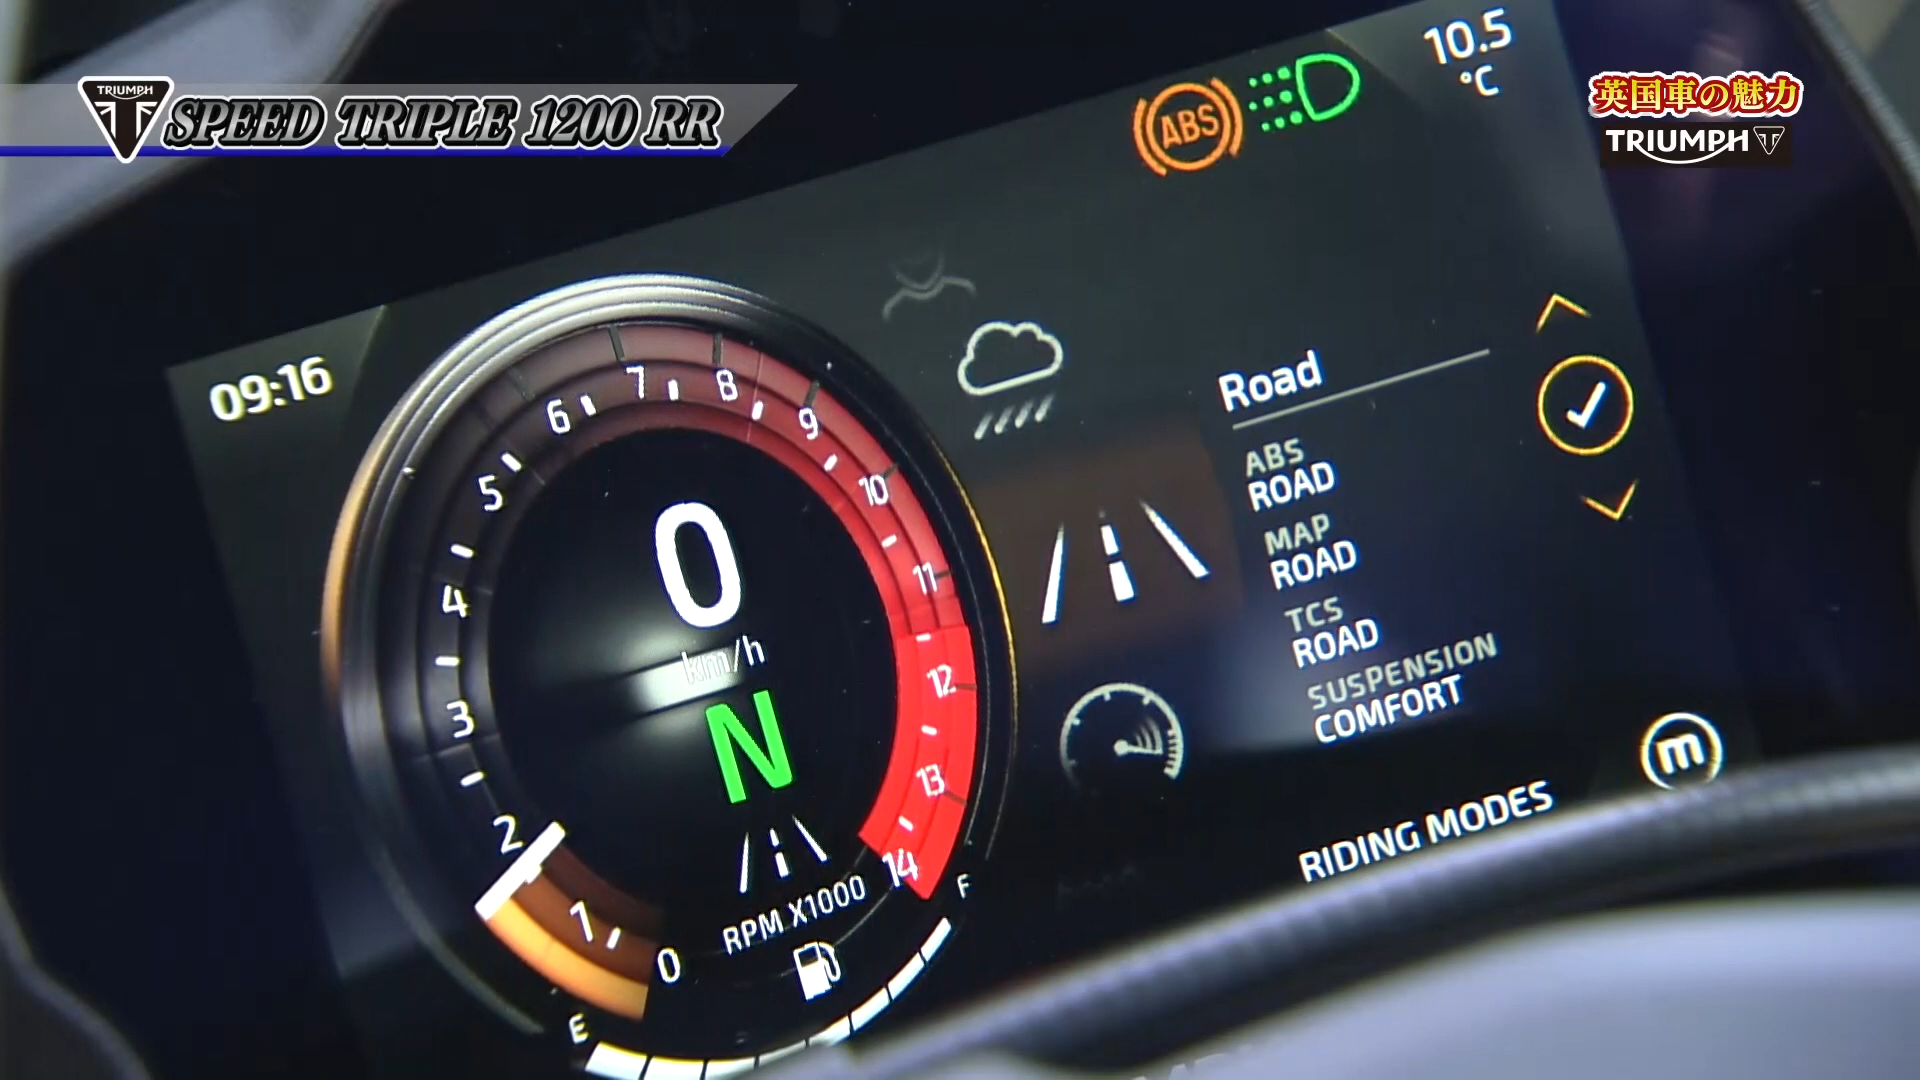 TRIUMPH
SPEED TRIPLE 1200 RR
英国車の魅力
TRIUMPH
10.5
°C
ABS
09:16
Road
ABS
ROAD
MAP
ROAD
TCS
ROAD
SUSPENSION
COMFORT
m
RIDING MODES
0
1
2
3
4
5
6
7
8
9
10
11
12
13
14
0
km/h
N
RPM X1000
E
F